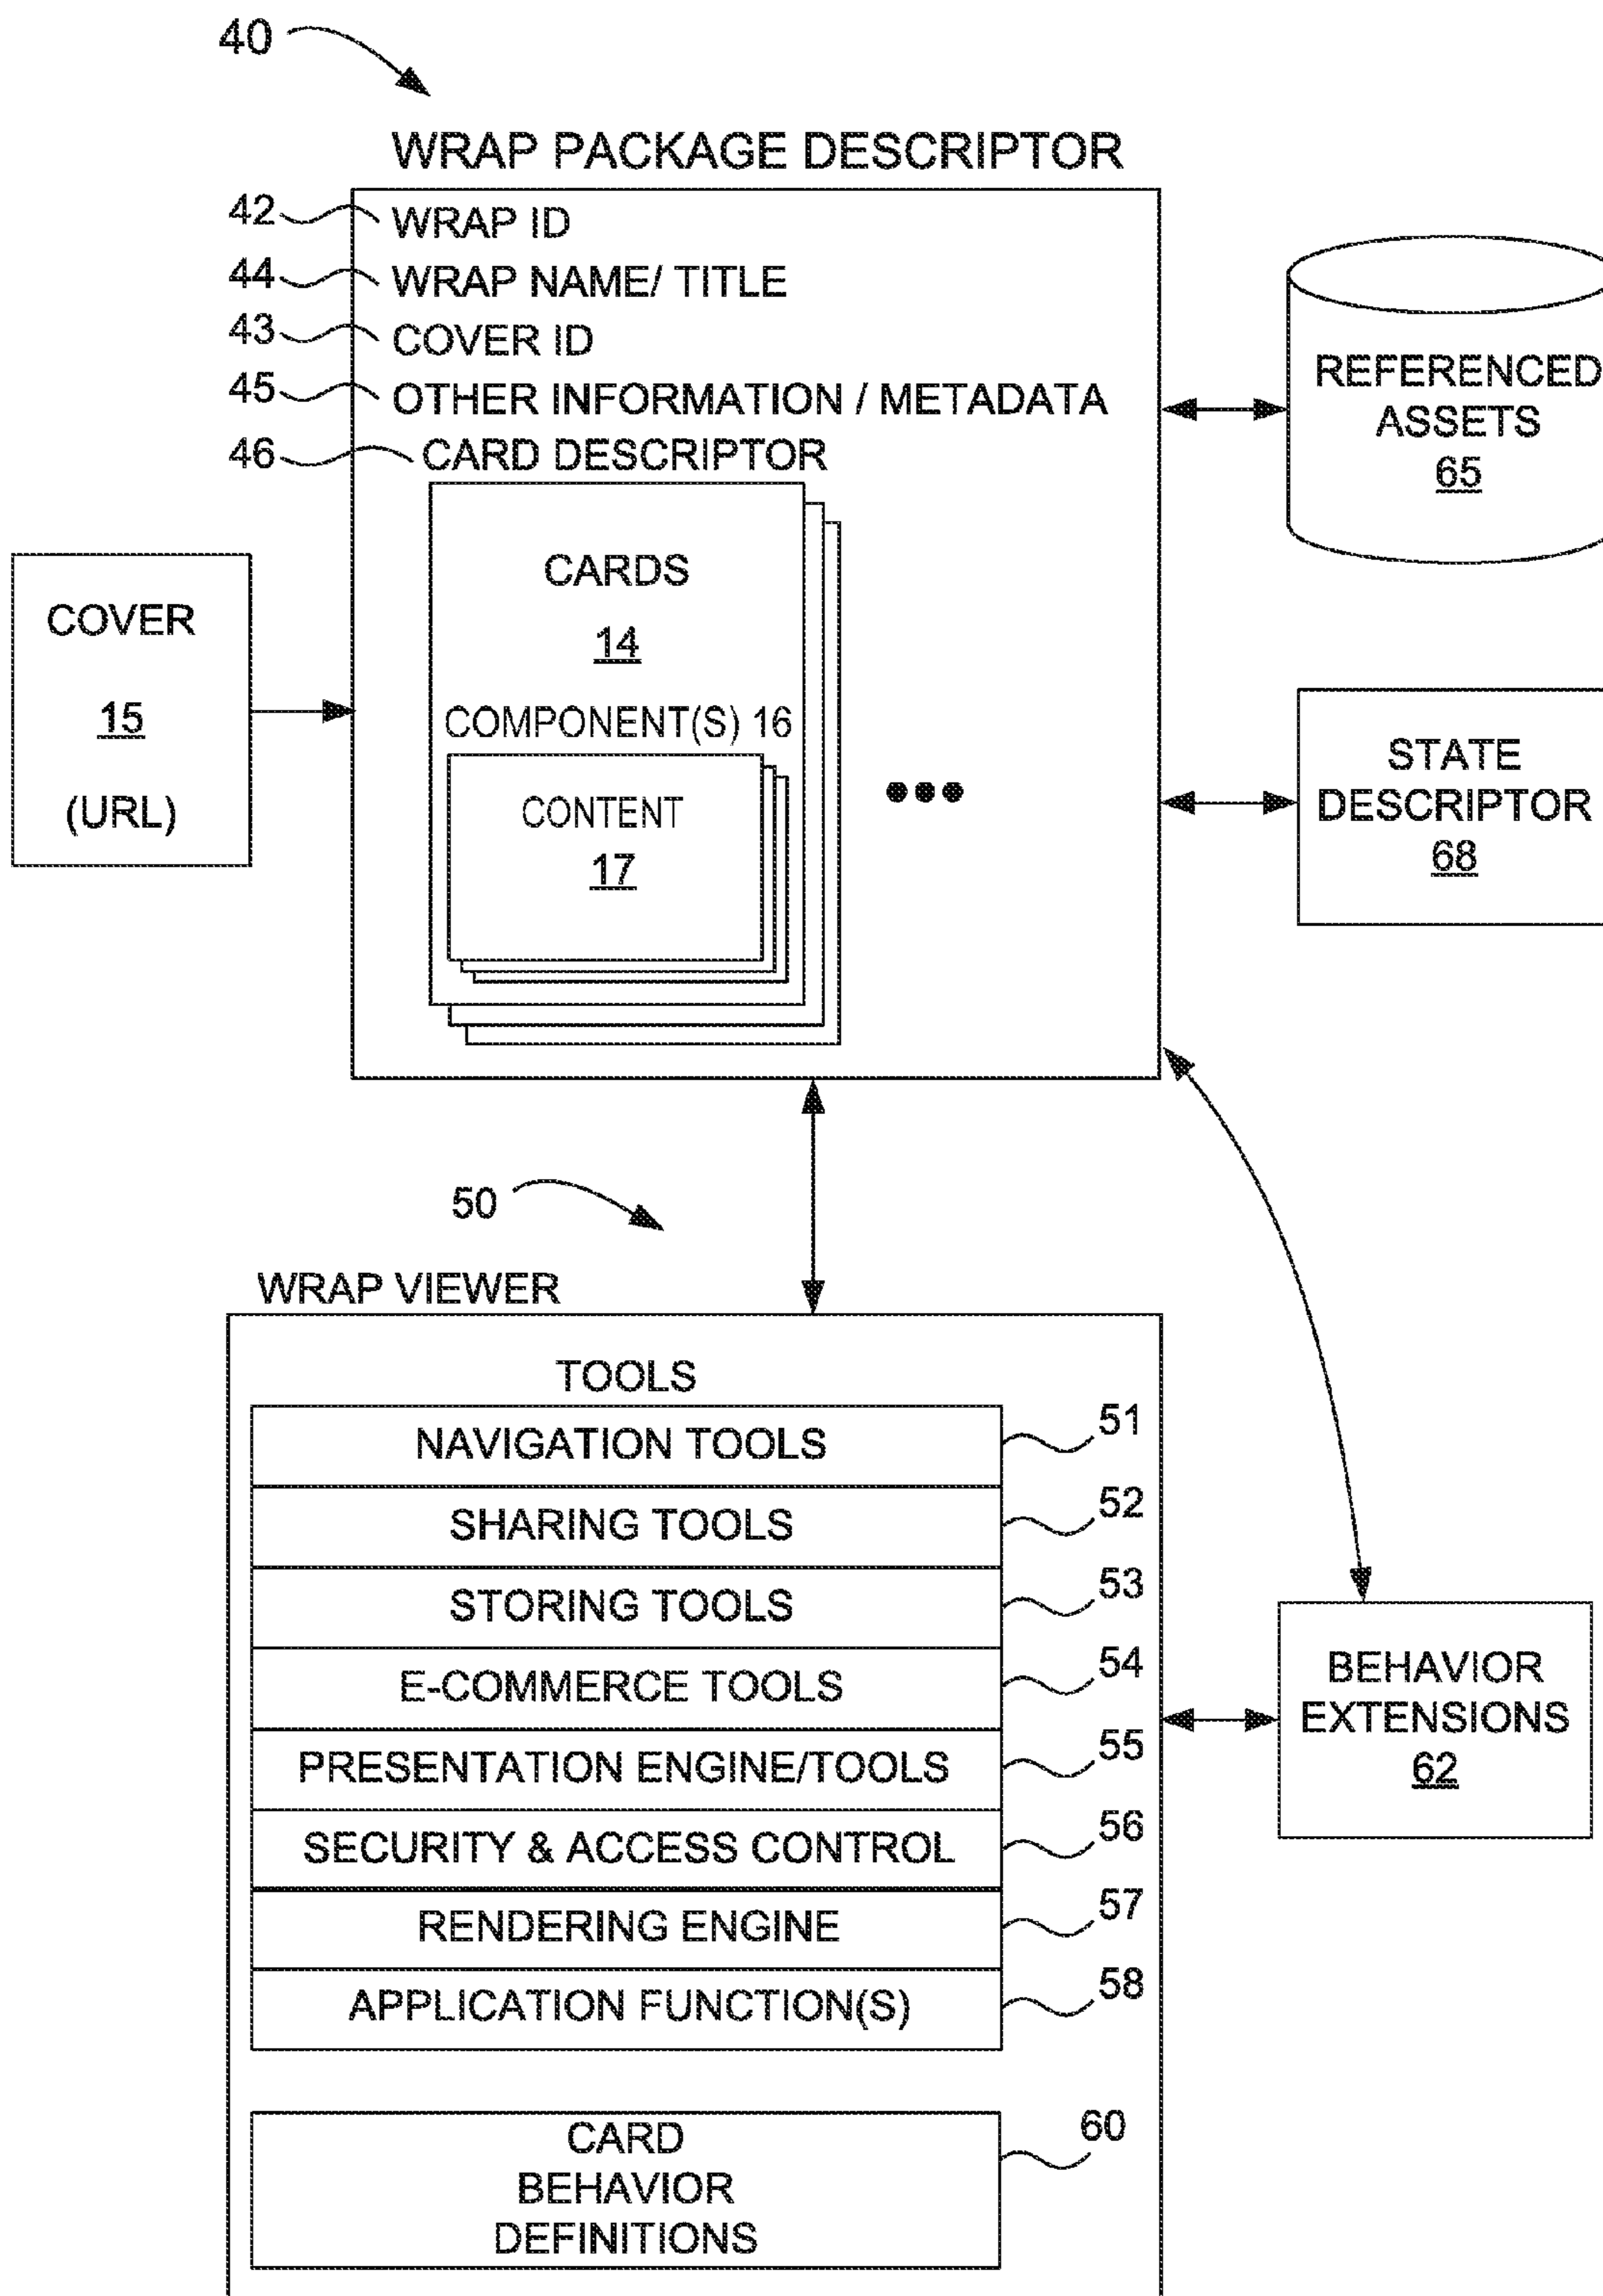 40
WRAP PACKAGE DESCRIPTOR
42 WRAP ID
44 WRAP NAME/ TITLE
43 COVER ID
45 OTHER INFORMATION / METADATA
46 CARD DESCRIPTOR
CARDS
14
COMPONENT(S) 16
CONTENT
17
COVER
15
(URL)
REFERENCED
ASSETS
65
STATE
DESCRIPTOR
68
50
WRAP VIEWER
TOOLS
NAVIGATION TOOLS 51
SHARING TOOLS 52
STORING TOOLS 53
E-COMMERCE TOOLS 54
PRESENTATION ENGINE/TOOLS 55
SECURITY & ACCESS CONTROL 56
RENDERING ENGINE 57
APPLICATION FUNCTION(S) 58
CARD 60
BEHAVIOR
DEFINITIONS
BEHAVIOR
EXTENSIONS
62